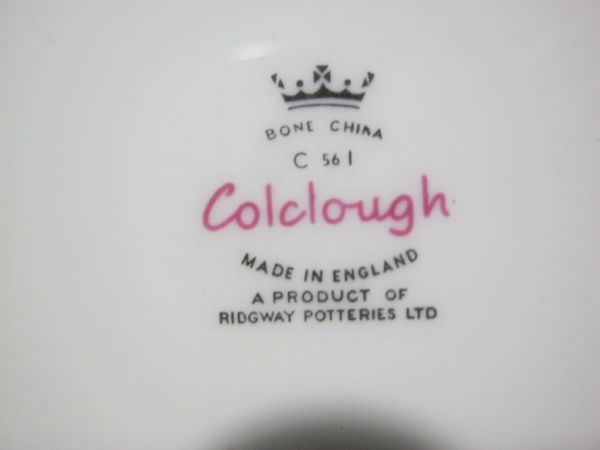 BONE CHINA
C 561
Colclough
MADE IN ENGLAND
A PRODUCT OF
RIDGWAY POTTERIES LTD